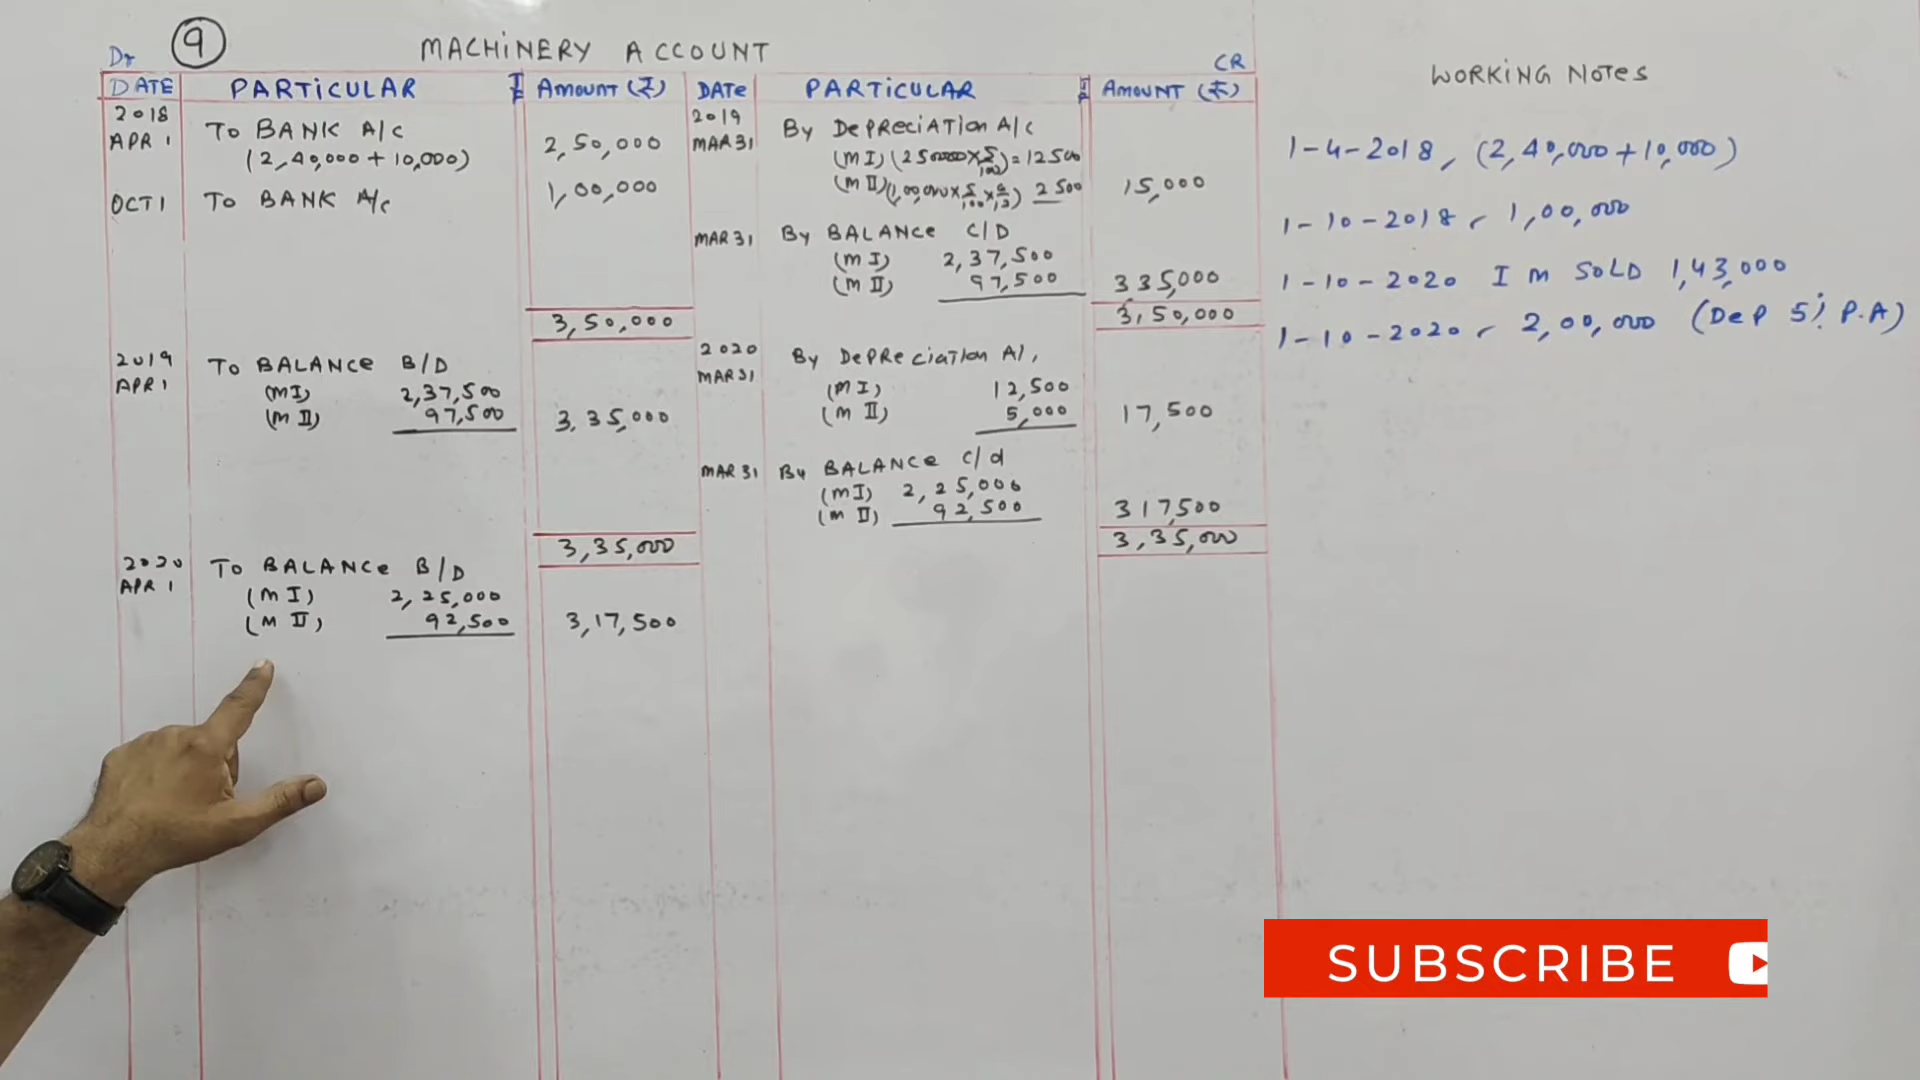 9
MACHINERY ACCOUNT
Dr
CR
DATE PARTICULAR Amount (₹) DATE PARTICULAR AMOUNT (₹)
2018
APR 1 To BANK A/C 2,50,000
(2,40,000 + 10,000)
OCT 1 To BANK A/C 1,00,000
3,50,000
2019
APR 1 To BALANCE B/D
(M I) 2,37,500
(M II) 97,500 3,35,000
3,35,000
2020
APR 1 To BALANCE B/D
(M I) 2,25,000
(M II) 92,500 3,17,500
2019
MAR 31 By DePRECIATION A/C
(M I) (250000 × 5/100) = 12500
(M II) (1,00,000 × 5/100 × 6/12) 2500 15,000
MAR 31 By BALANCE C/D
(M I) 2,37,500
(M II) 97,500 335,000
3,50,000
2020
MAR 31 By DePReciation A/,
(M I) 12,500
(M II) 5,000 17,500
MAR 31 By BALANCE C/d
(M I) 2,25,000
(M II) 92,500 317,500
3,35,000
WORKING NOTES
1-4-2018, (2,40,000 + 10,000)
1-10-2018, 1,00,000
1-10-2020 I M SOLD 1,43,000
1-10-2020, 2,00,000 (DeP 5% P.A)
SUBSCRIBE